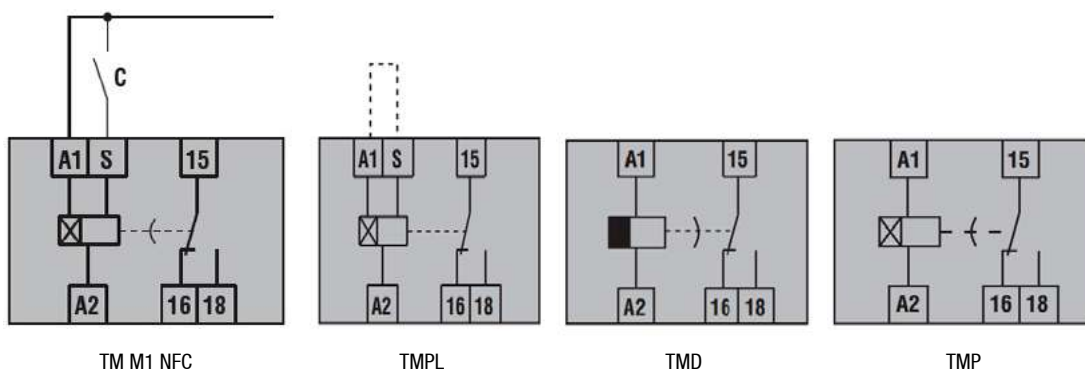 C
A1 S 15
A2 16 18
TM M1 NFC
A1 S 15
A2 16 18
TMPL
A1 15
A2 16 18
TMD
A1 15
A2 16 18
TMP